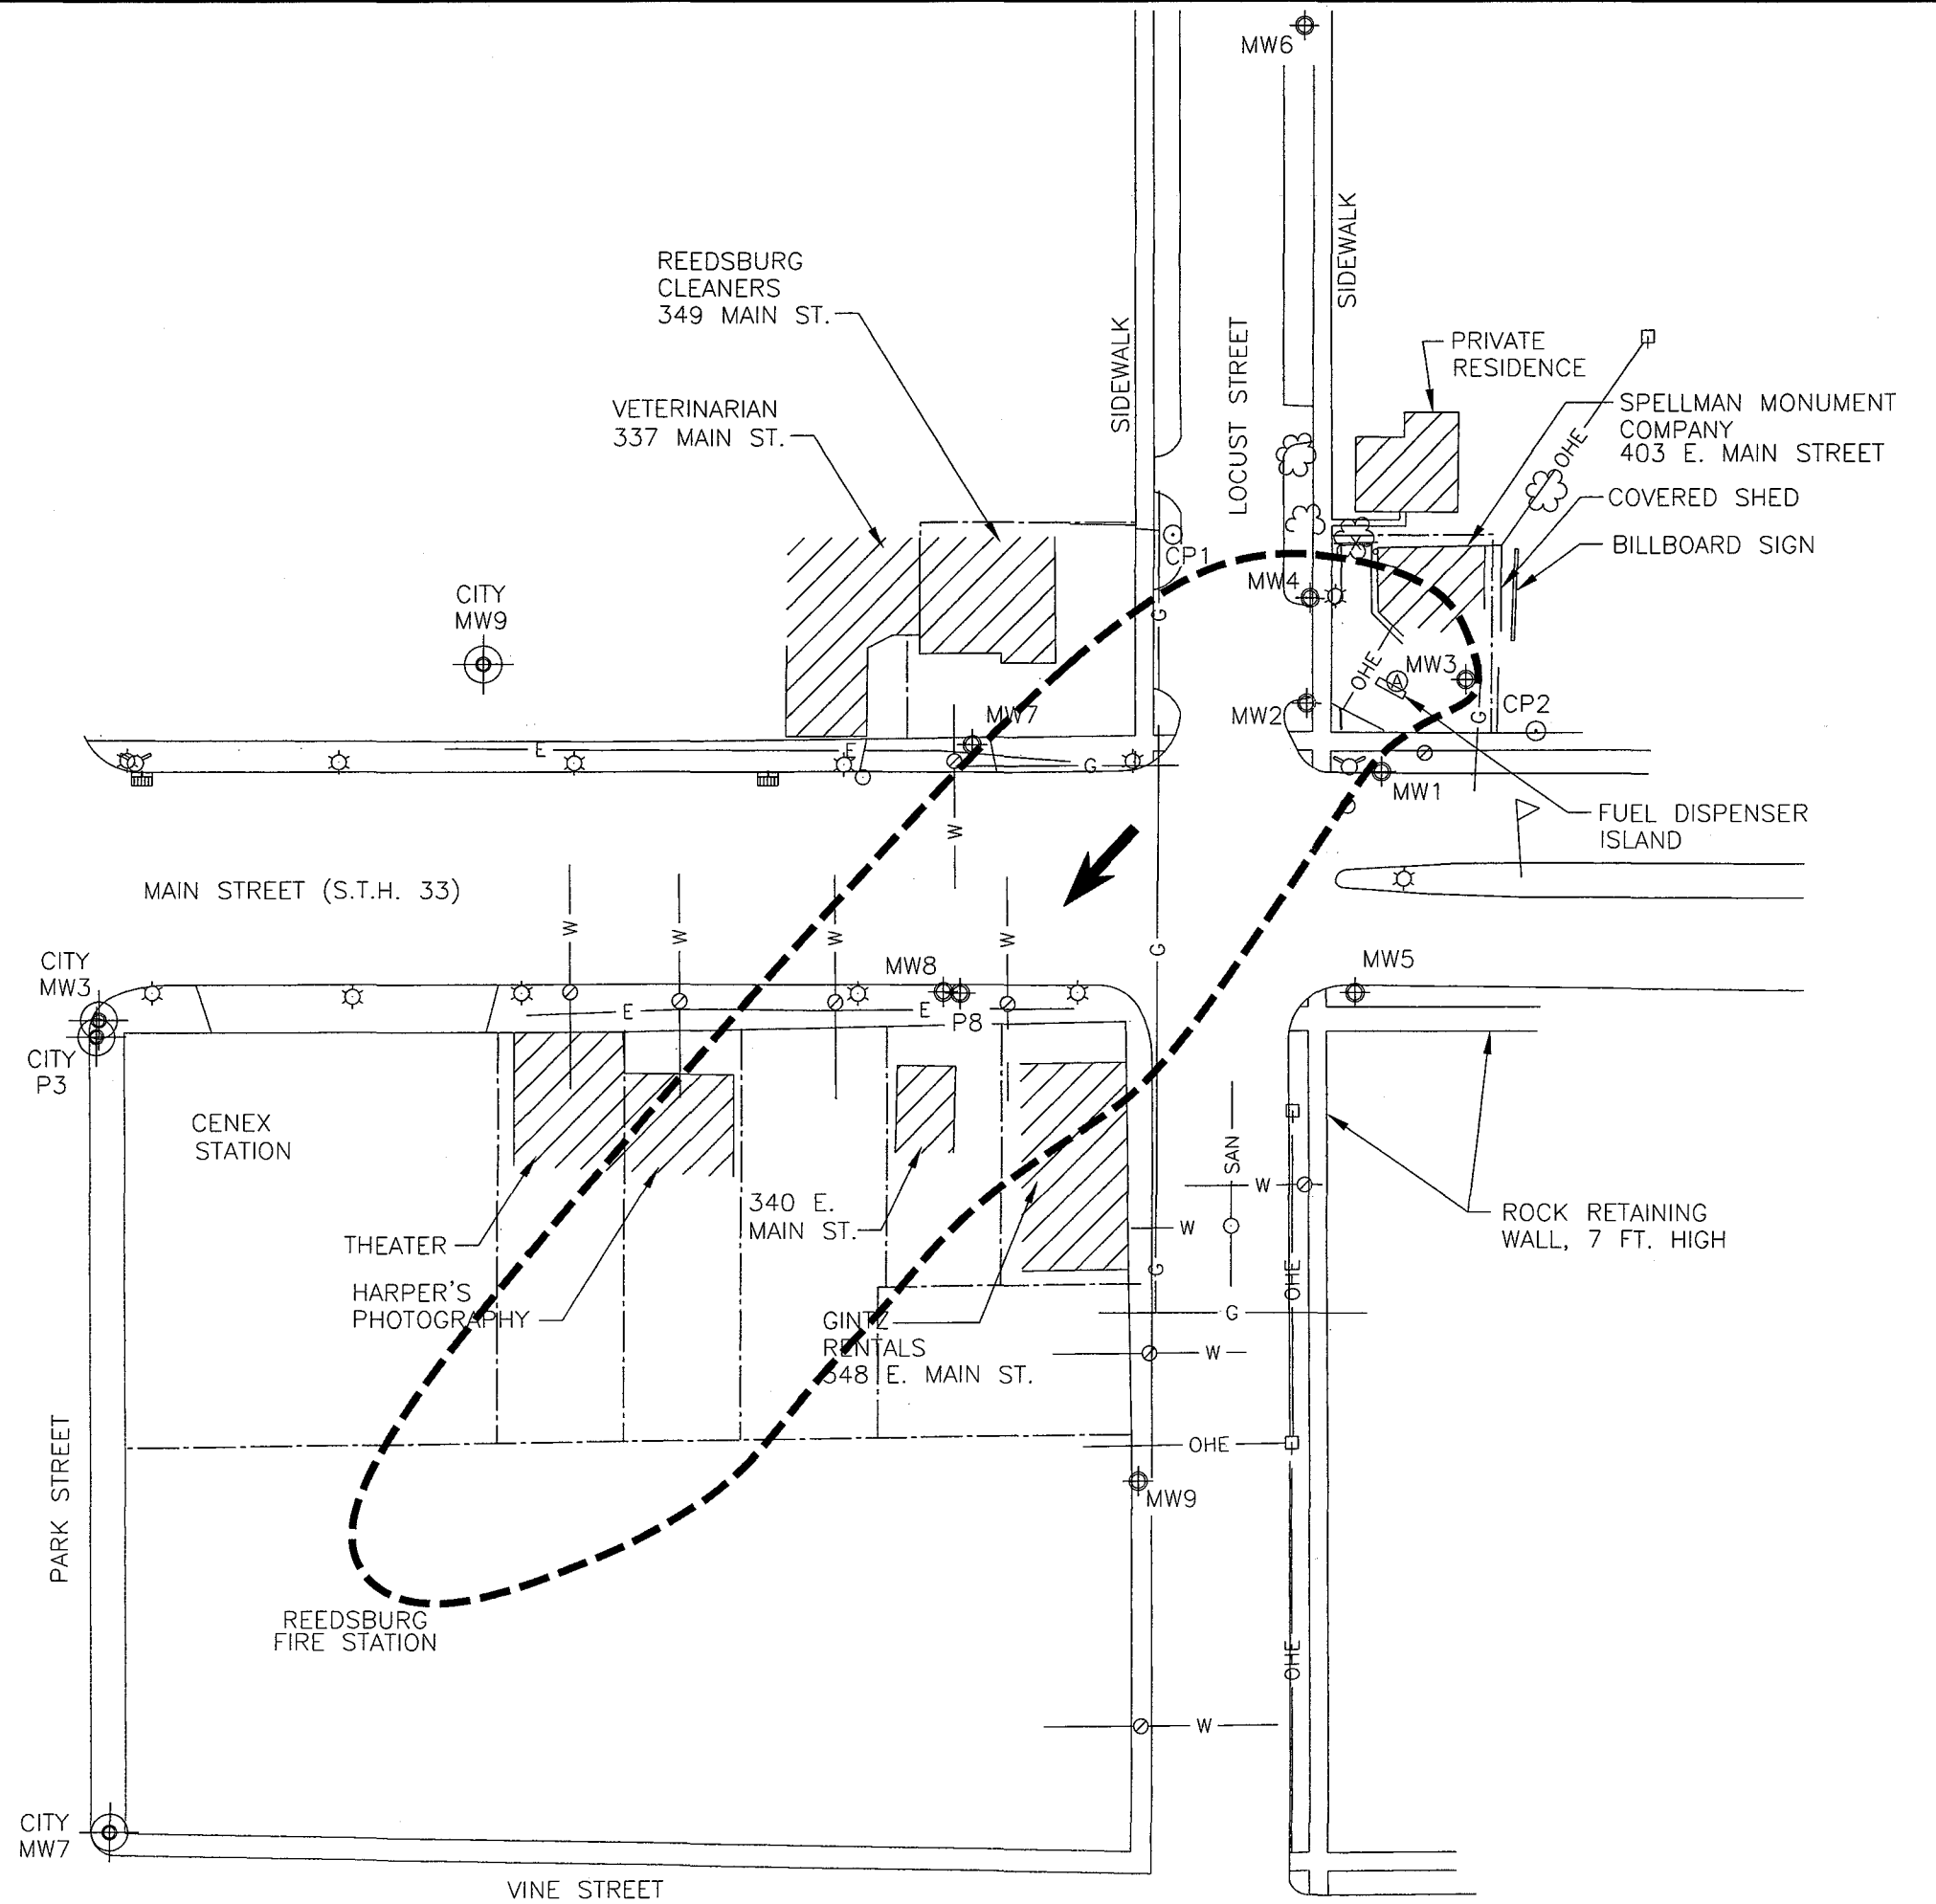 MW6
SIDEWALK
REEDSBURG
CLEANERS
349 MAIN ST.
SIDEWALK
LOCUST STREET
PRIVATE
RESIDENCE
VETERINARIAN
337 MAIN ST.
SPELLMAN MONUMENT
COMPANY
403 E. MAIN STREET
OHE
COVERED SHED
BILLBOARD SIGN
CP1
CITY
MW9
MW4
G
OHE
A
MW3
MW7
MW2
G
CP2
E
E
G
MW1
FUEL DISPENSER
ISLAND
W
MAIN STREET (S.T.H. 33)
W
W
W
W
G
CITY
MW3
MW8
MW5
E
E
P8
CITY
P3
CENEX
STATION
SAN
W
340 E.
MAIN ST.
W
ROCK RETAINING
WALL, 7 FT. HIGH
THEATER
HARPER'S
PHOTOGRAPHY
G
OHE
G
GINTZ
RENTALS
348 E. MAIN ST.
W
PARK STREET
OHE
MW9
REEDSBURG
FIRE STATION
OHE
W
CITY
MW7
VINE STREET